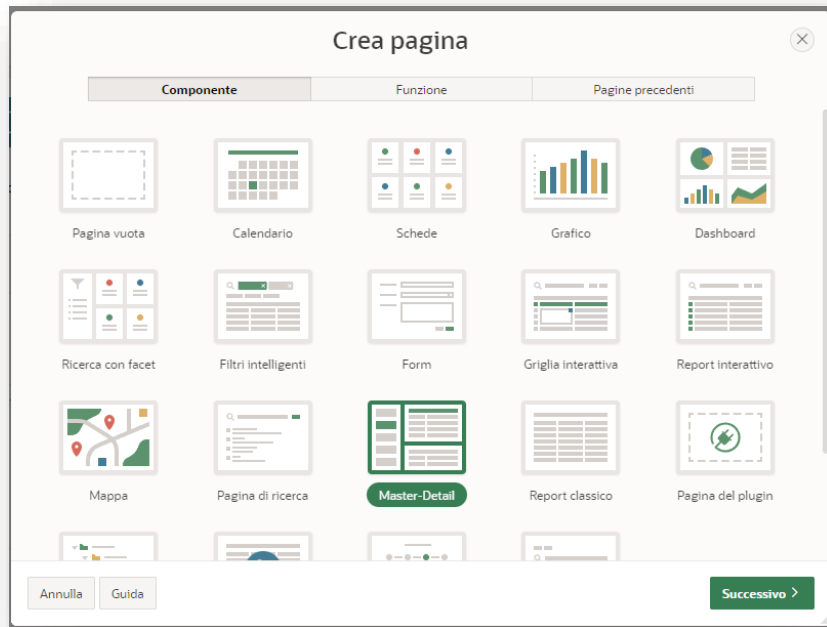 Crea pagina
Componente
Funzione
Pagine precedenti
Pagina vuota
Calendario
Schede
Grafico
Dashboard
Ricerca con facet
Filtri intelligenti
Form
Griglia interattiva
Report interattivo
Mappa
Pagina di ricerca
Master-Detail
Report classico
Pagina del plugin
Annulla
Guida
Successivo